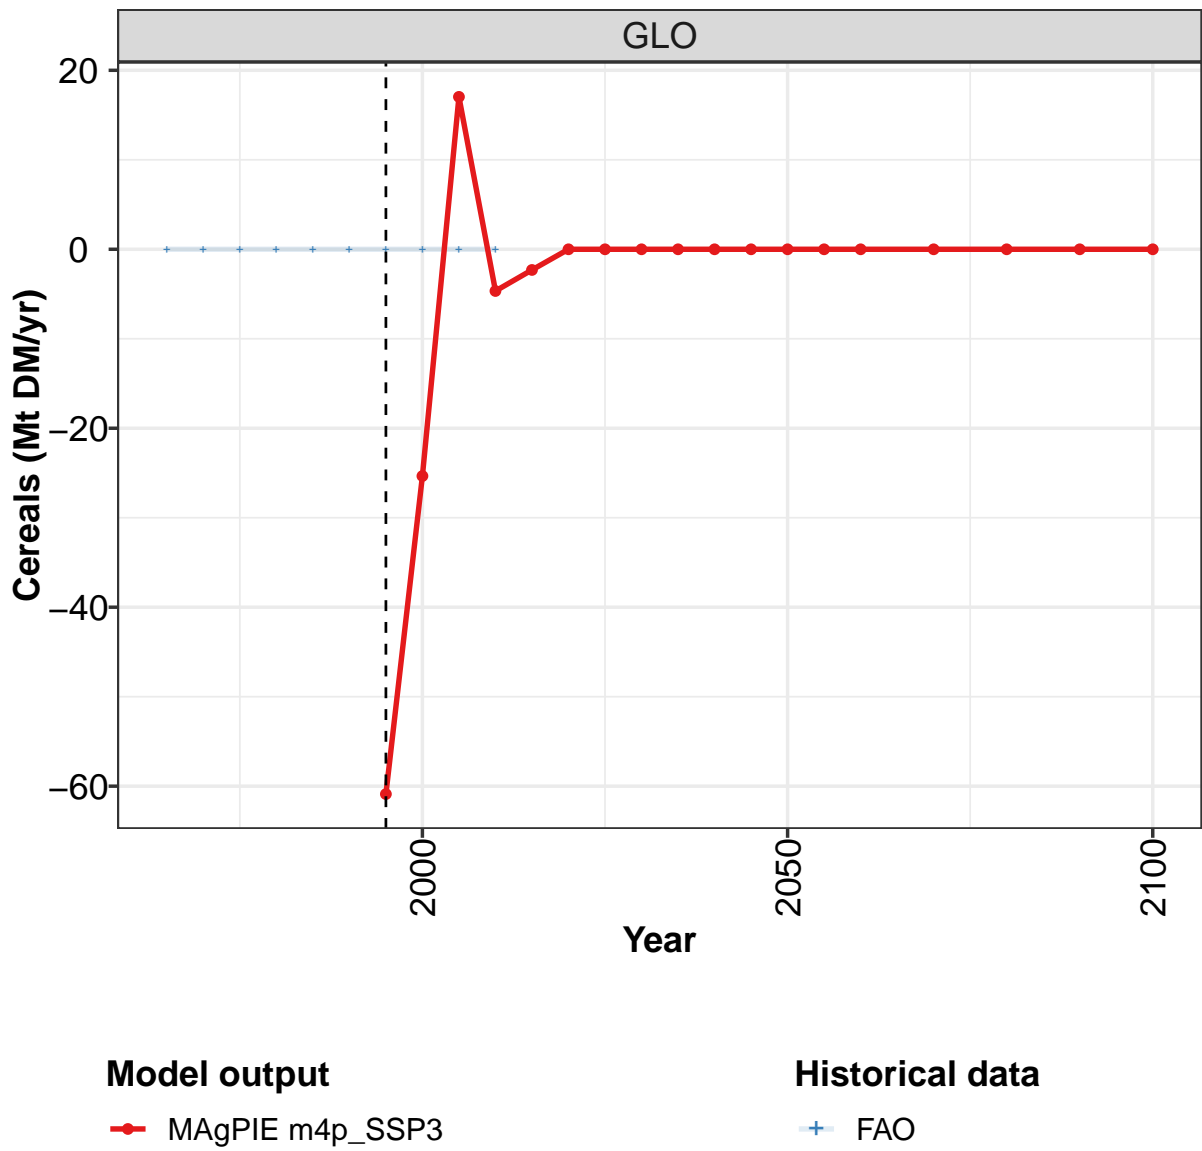 GLO
20
0
−20
−40
−60
Cereals (Mt DM/yr)
2000
2050
2100
Year
Model output
Historical data
MAgPIE m4p_SSP3
FAO